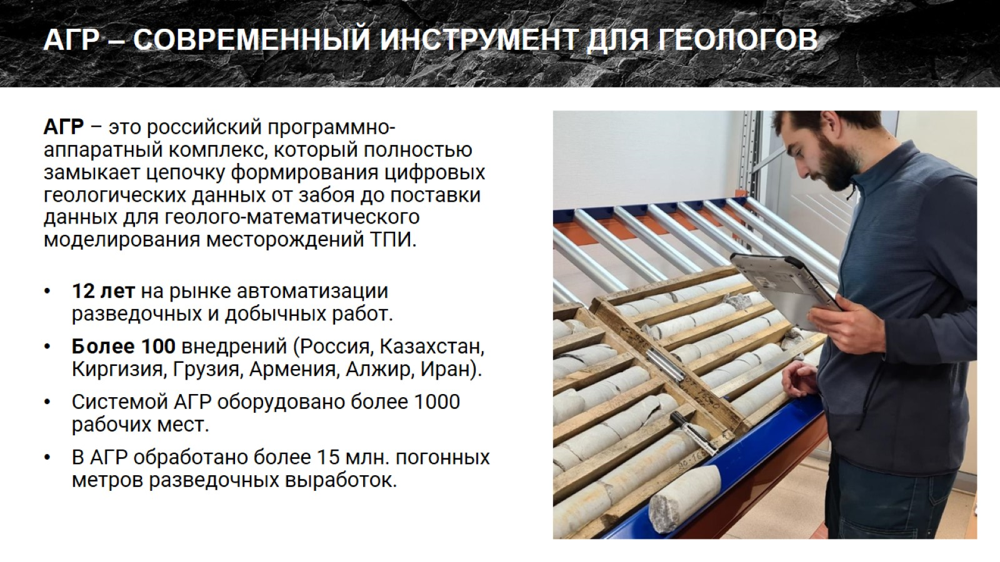 АГР – СОВРЕМЕННЫЙ ИНСТРУМЕНТ ДЛЯ ГЕОЛОГОВ
АГР – это российский программно-
аппаратный комплекс, который полностью
замыкает цепочку формирования цифровых
геологических данных от забоя до поставки
данных для геолого-математического
моделирования месторождений ТПИ.
• 12 лет на рынке автоматизации
разведочных и добычных работ.
• Более 100 внедрений (Россия, Казахстан,
Киргизия, Грузия, Армения, Алжир, Иран).
• Системой АГР оборудовано более 1000
рабочих мест.
• В АГР обработано более 15 млн. погонных
метров разведочных выработок.